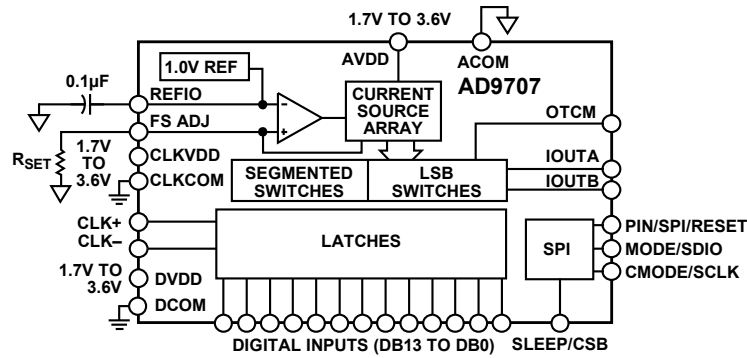 1.7V TO 3.6V
AVDD
ACOM
AD9707
1.0V REF
0.1µF
REFIO
FS ADJ
CURRENT
SOURCE
ARRAY
OTCM
RSET
1.7V
TO
3.6V
CLKVDD
CLKCOM
SEGMENTED
SWITCHES
LSB
SWITCHES
IOUTA
IOUTB
CLK+
CLK–
LATCHES
SPI
PIN/SPI/RESET
MODE/SDIO
CMODE/SCLK
1.7V TO
3.6V
DVDD
DCOM
DIGITAL INPUTS (DB13 TO DB0)
SLEEP/CSB
+
–